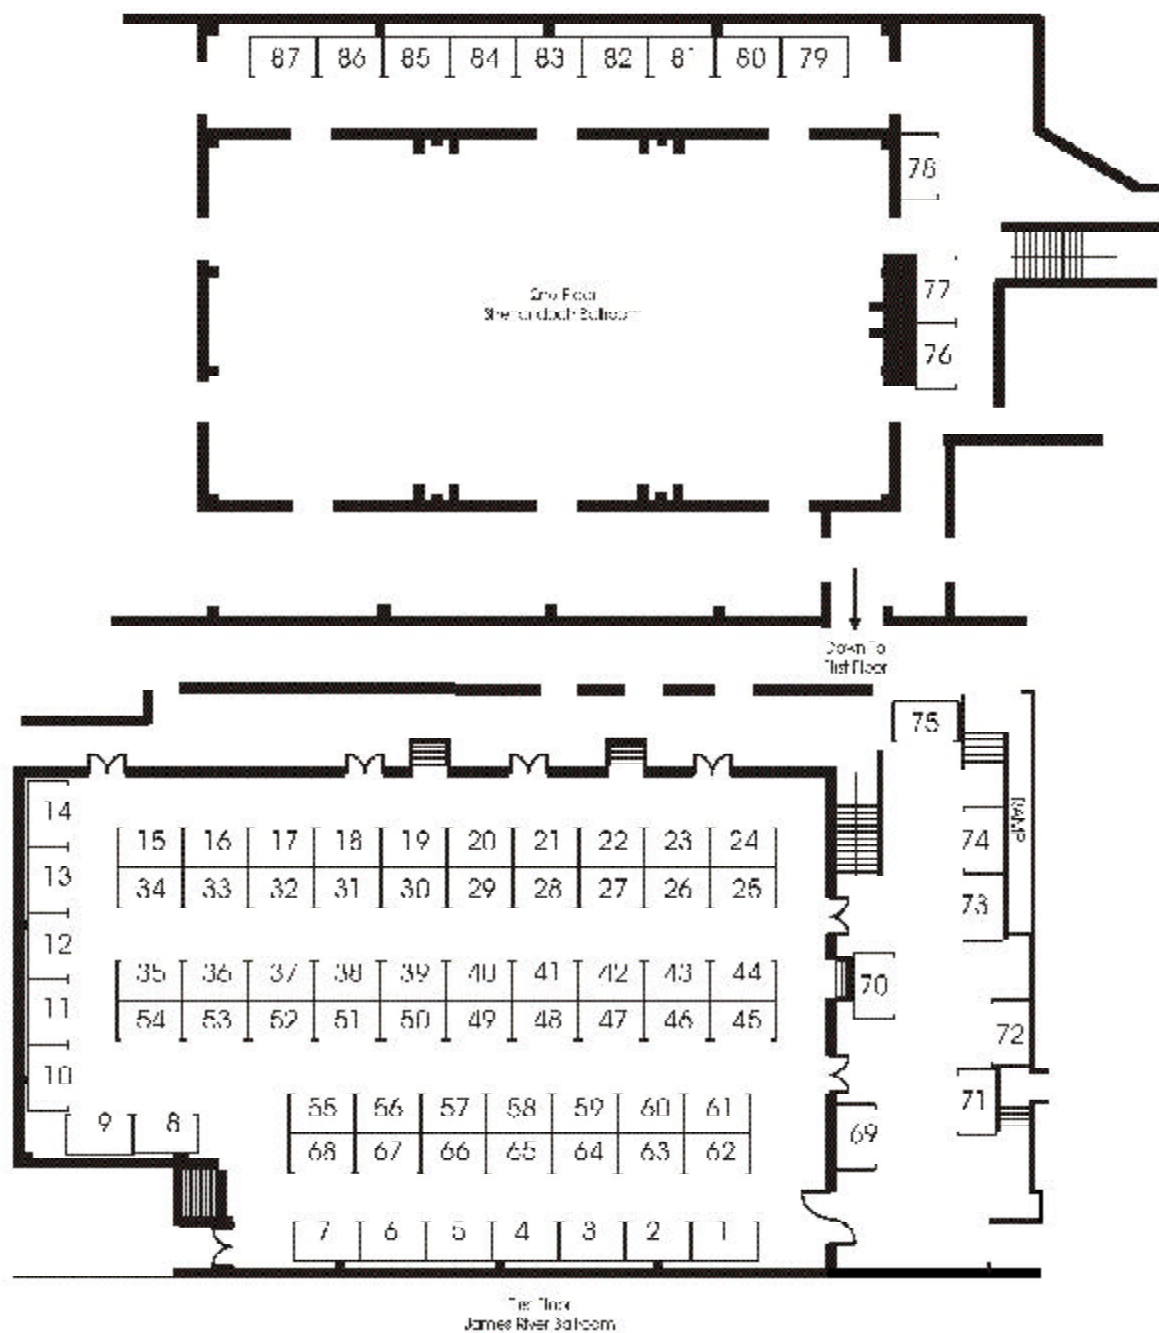 87 86 85 84 83 82 81 80 79
78
77
2nd Floor
Shenandoah Ballroom
76
Down To
First Floor
75
14
15 16 17 18 19 20 21 22 23 24
74
RAMP
13
34 33 32 31 30 29 28 27 26 25
73
12
35 36 37 38 39 40 41 42 43 44
70
11
54 53 52 51 50 49 48 47 46 45
72
10
55 56 57 58 59 60 61
71
9 8
69
68 67 66 65 64 63 62
7 6 5 4 3 2 1
First Floor
James River Ballroom